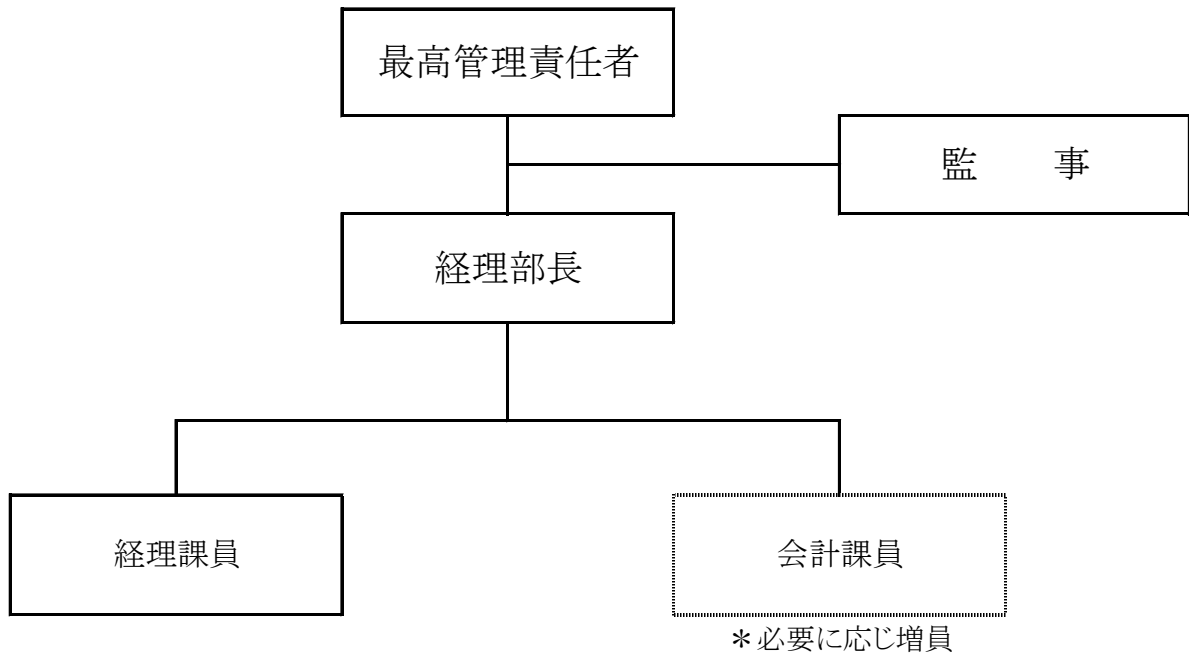 最高管理責任者
監　　事
経理部長
経理課員
会計課員
＊必要に応じ増員